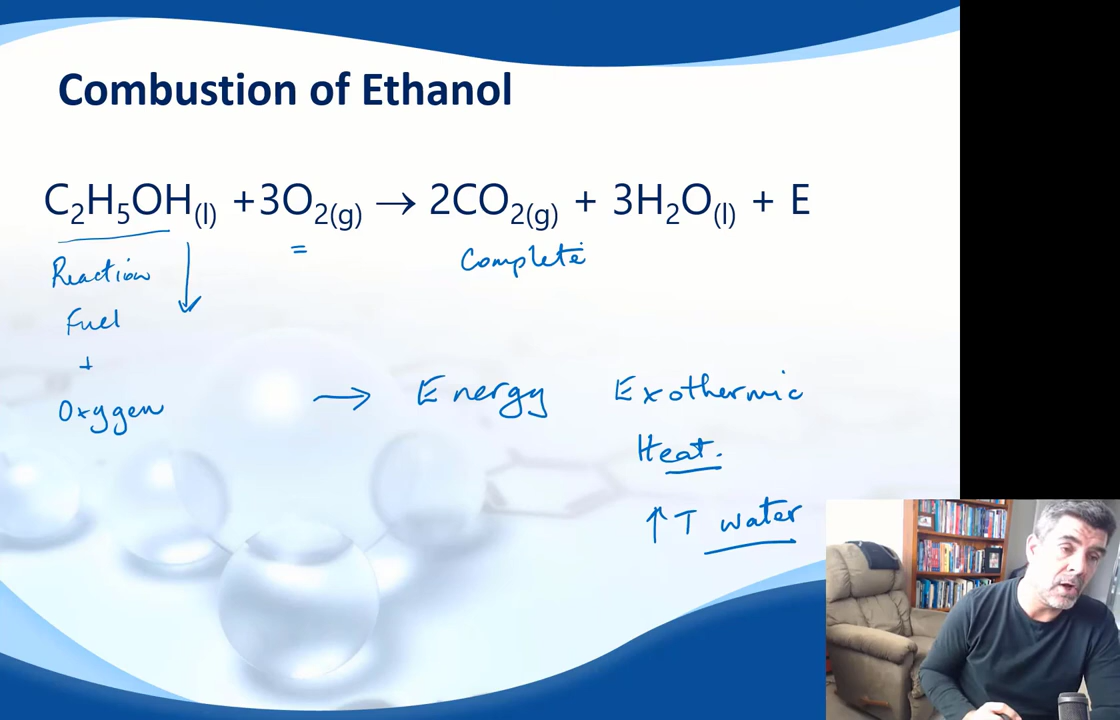 Combustion of Ethanol
C₂H₅OH(l) +3O₂(g) → 2CO₂(g) + 3H₂O(l) + E
=
Complete
Reaction
Fuel
+
Oxygen
→ Energy
Exothermic
Heat.
↑T water